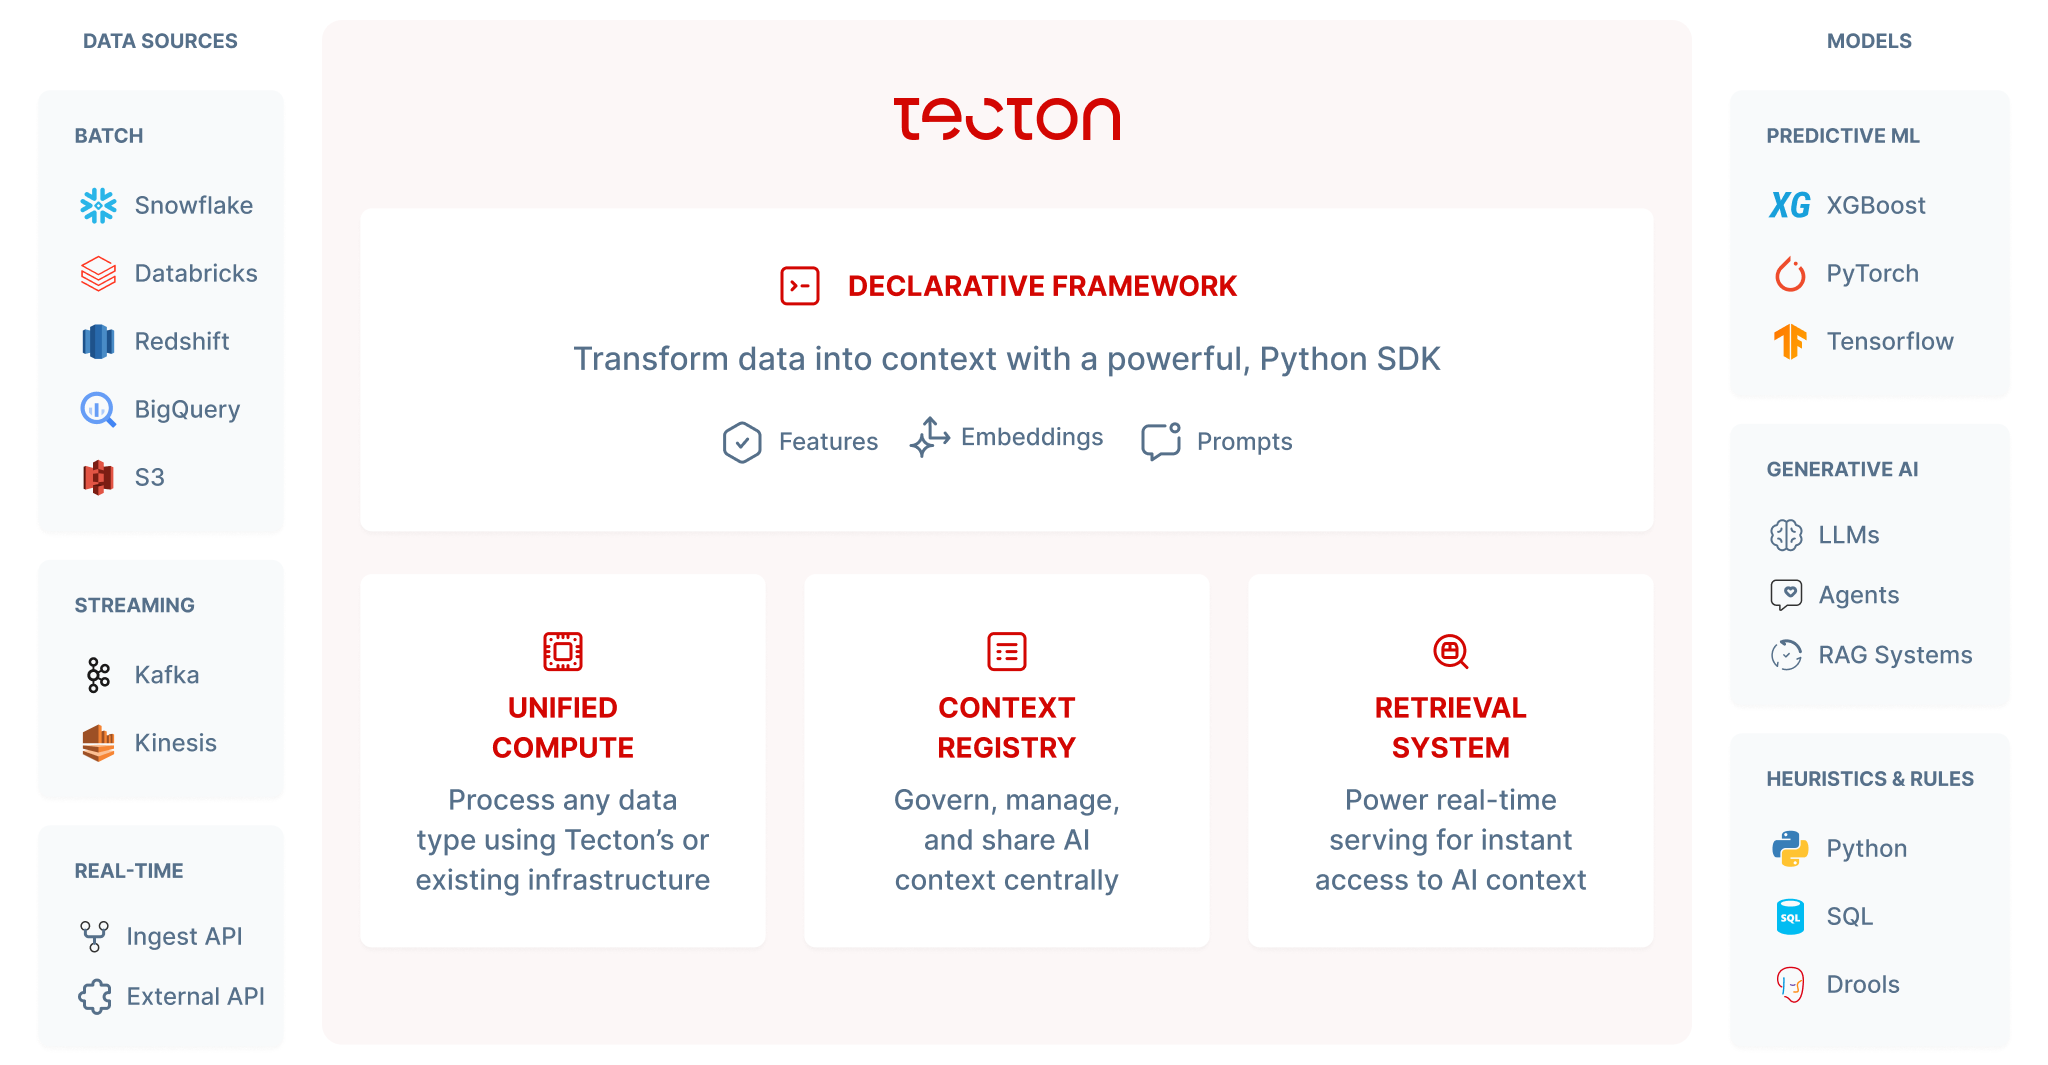 DATA SOURCES
BATCH
Snowflake
Databricks
Redshift
BigQuery
S3
STREAMING
Kafka
Kinesis
REAL-TIME
Ingest API
External API
tecton
DECLARATIVE FRAMEWORK
Transform data into context with a powerful, Python SDK
Features
Embeddings
Prompts
UNIFIED
COMPUTE
Process any data
type using Tecton’s or
existing infrastructure
CONTEXT
REGISTRY
Govern, manage,
and share AI
context centrally
RETRIEVAL
SYSTEM
Power real-time
serving for instant
access to AI context
MODELS
PREDICTIVE ML
XG XGBoost
PyTorch
Tensorflow
GENERATIVE AI
LLMs
Agents
RAG Systems
HEURISTICS & RULES
Python
SQL SQL
Drools